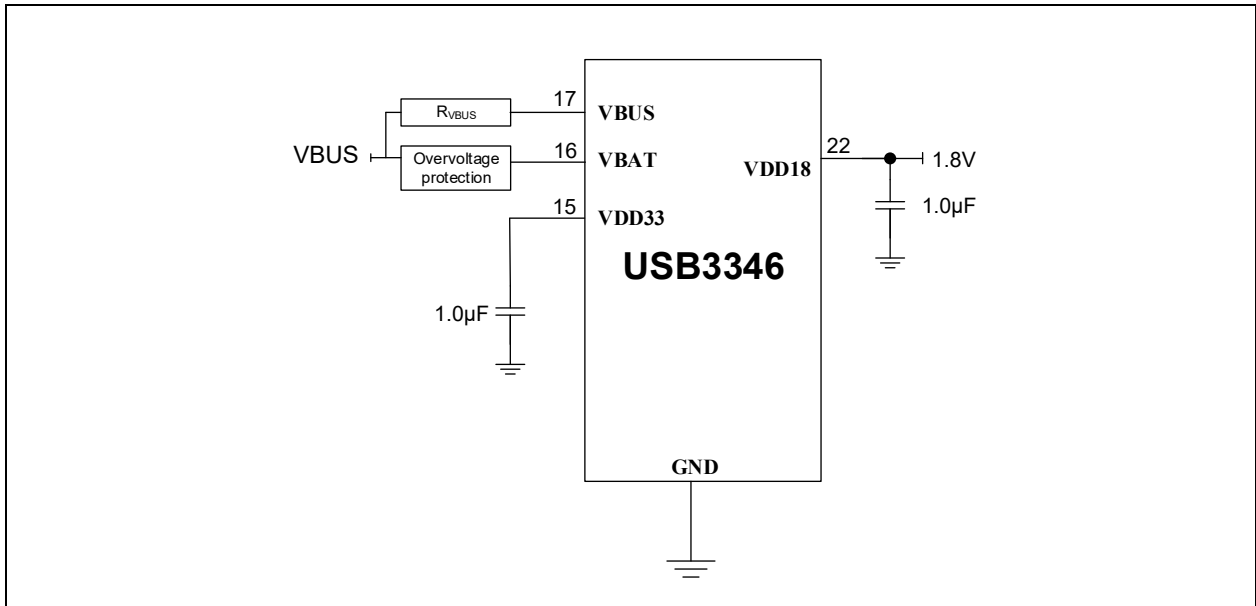 17
RVBUS
VBUS
VBUS
16
VBAT
Overvoltage
protection
22
VDD18
1.8V
15
VDD33
1.0µF
USB3346
1.0µF
GND